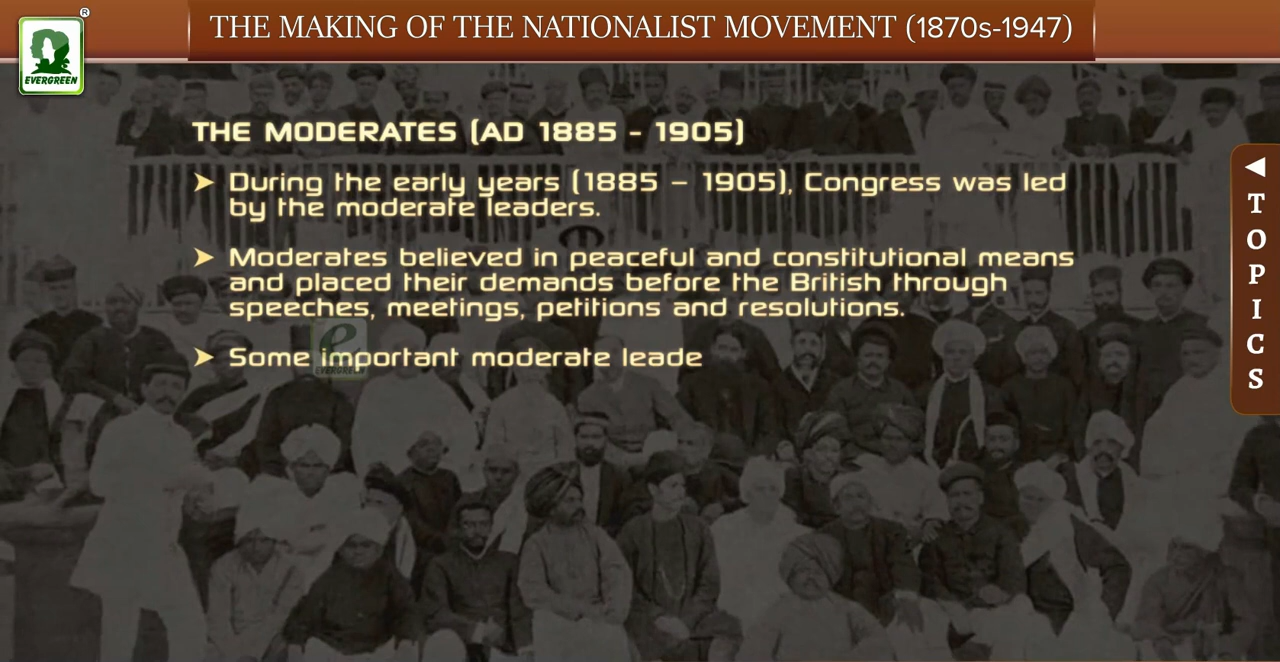 ®
EVERGREEN
THE MAKING OF THE NATIONALIST MOVEMENT (1870s-1947)
THE MODERATES (AD 1885 - 1905)
➤ During the early years (1885 – 1905), Congress was led
by the moderate leaders.
➤ Moderates believed in peaceful and constitutional means
and placed their demands before the British through
speeches, meetings, petitions and resolutions.
➤ Some important moderate leade
e
EVERGREEN
◀
T
O
P
I
C
S